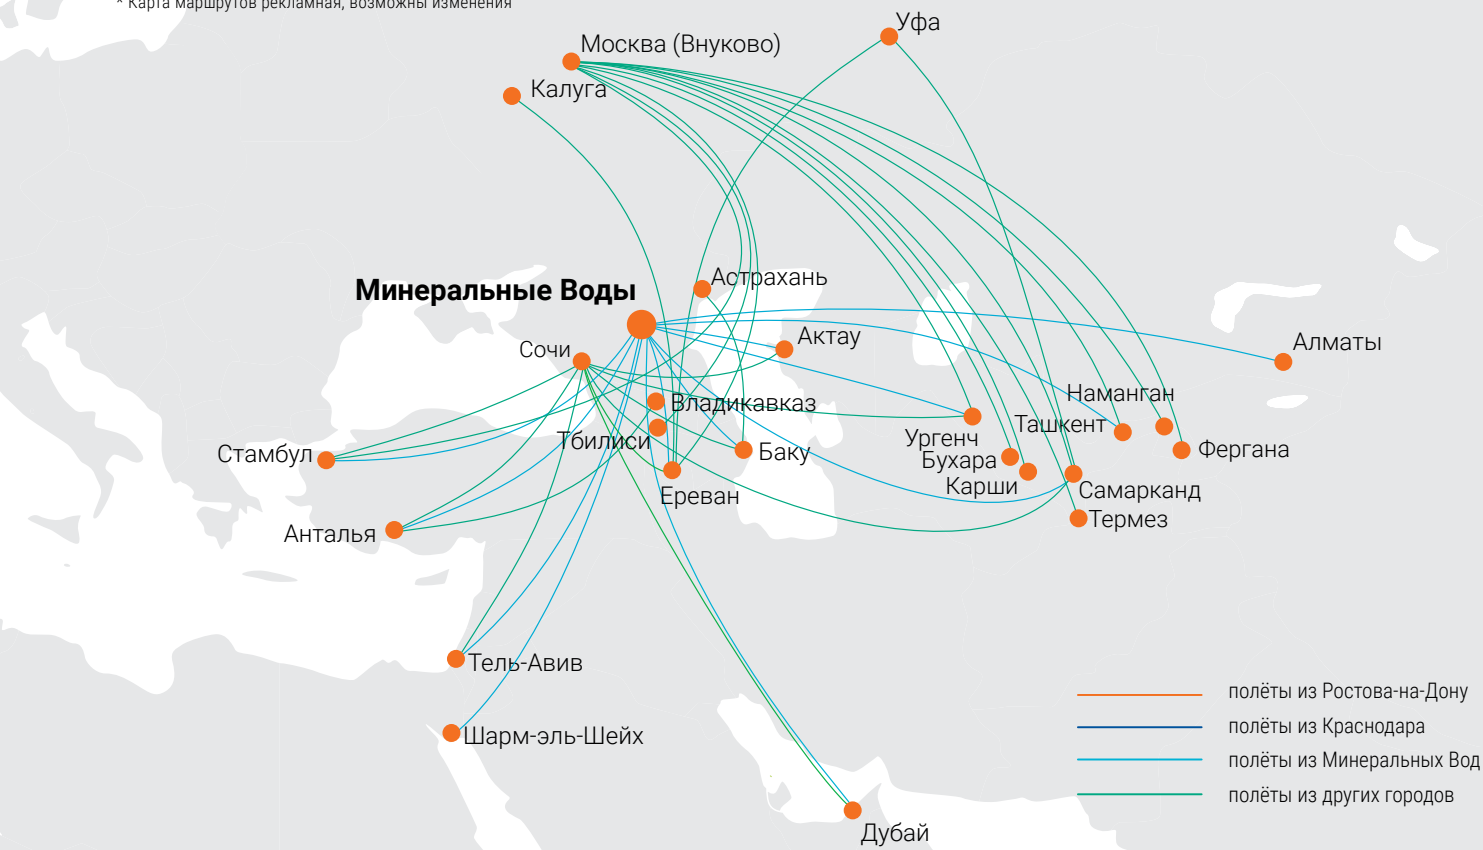 * Карта маршрутов рекламная, возможны изменения
Уфа
Москва (Внуково)
Калуга
Астрахань
Минеральные Воды
Актау
Алматы
Сочи
Наманган
Владикавказ
Ташкент
Ургенч
Тбилиси
Фергана
Стамбул
Баку
Бухара
Карши
Самарканд
Ереван
Термез
Анталья
Тель-Авив
Шарм-эль-Шейх
Дубай
полёты из Ростова-на-Дону
полёты из Краснодара
полёты из Минеральных Вод
полёты из других городов